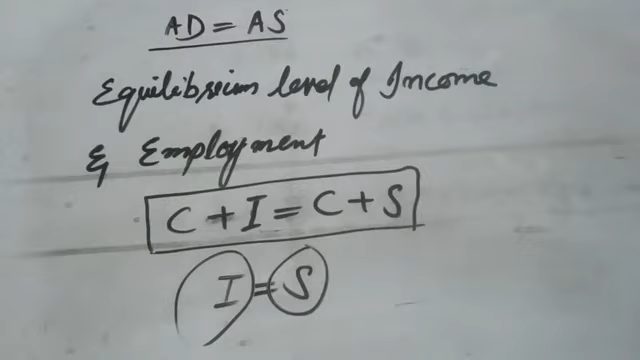 AD = AS
Equilibrium level of Income
& Employment
C + I = C + S
I = S